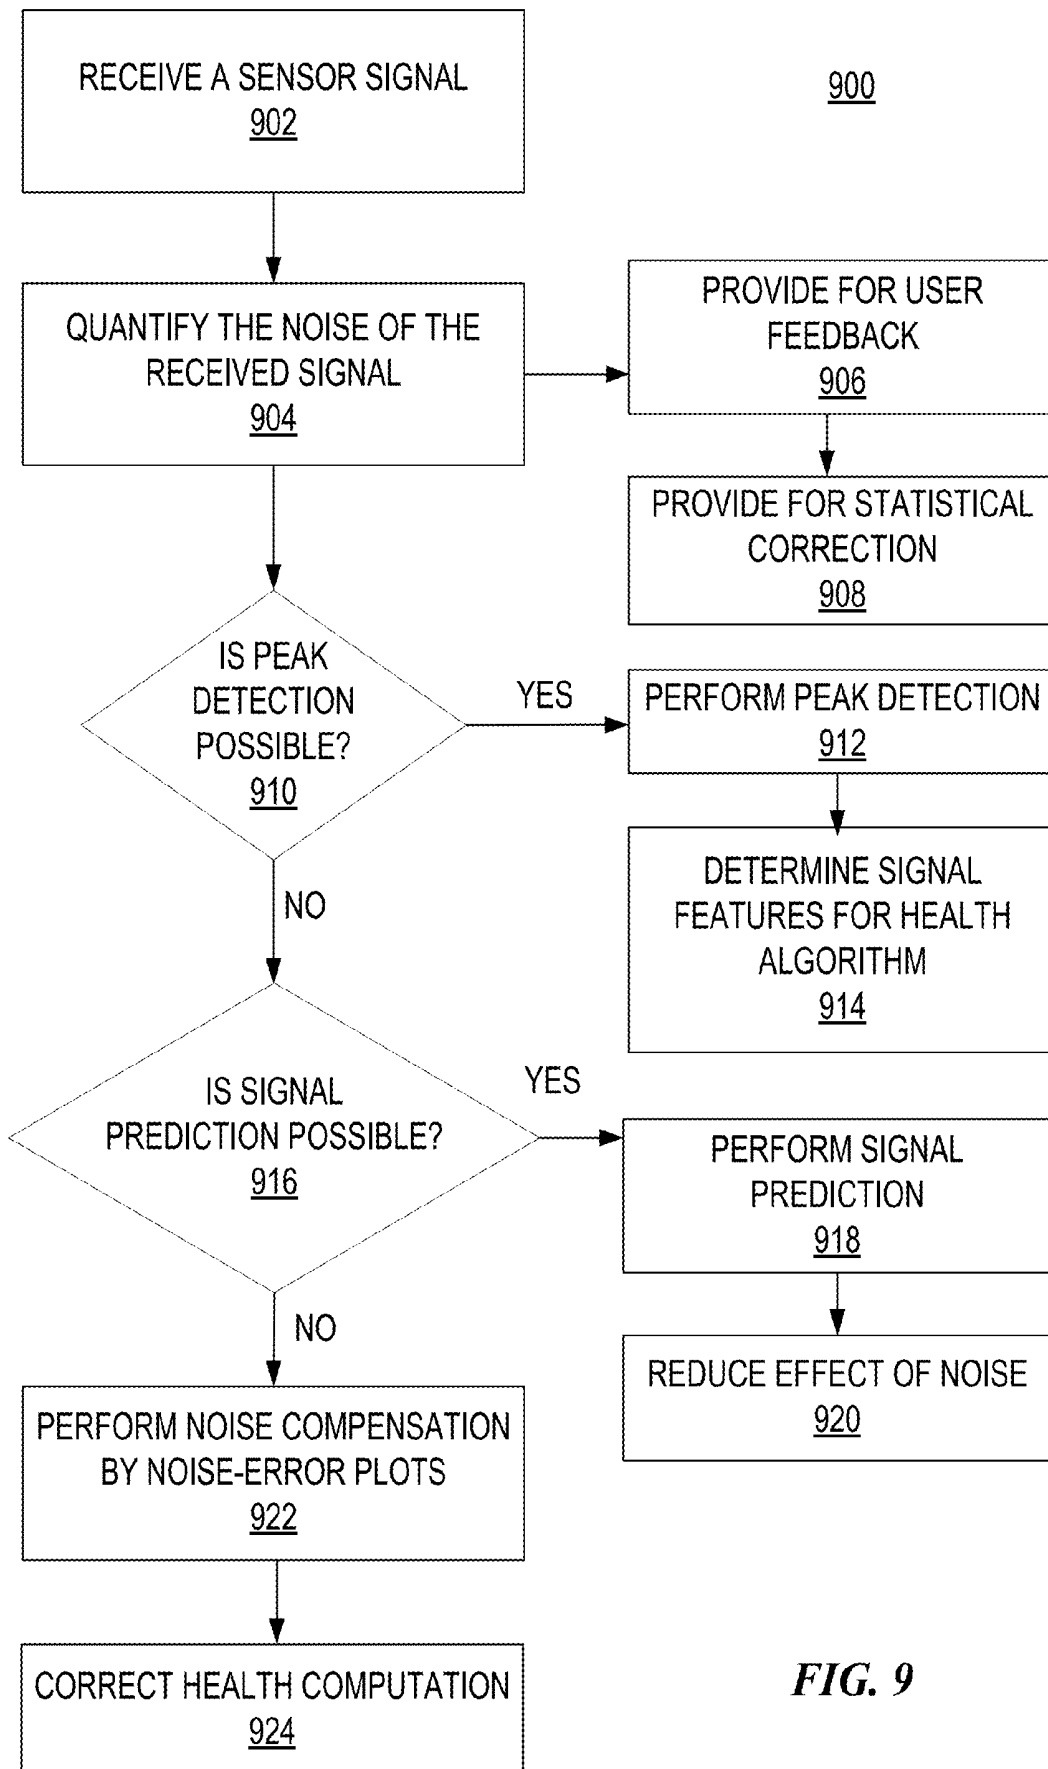 RECEIVE A SENSOR SIGNAL
902
900
QUANTIFY THE NOISE OF THE
RECEIVED SIGNAL
904
PROVIDE FOR USER
FEEDBACK
906
PROVIDE FOR STATISTICAL
CORRECTION
908
IS PEAK
DETECTION
POSSIBLE?
910
YES
PERFORM PEAK DETECTION
912
DETERMINE SIGNAL
FEATURES FOR HEALTH
ALGORITHM
914
NO
IS SIGNAL
PREDICTION POSSIBLE?
916
YES
PERFORM SIGNAL
PREDICTION
918
REDUCE EFFECT OF NOISE
920
NO
PERFORM NOISE COMPENSATION
BY NOISE-ERROR PLOTS
922
CORRECT HEALTH COMPUTATION
924
FIG. 9